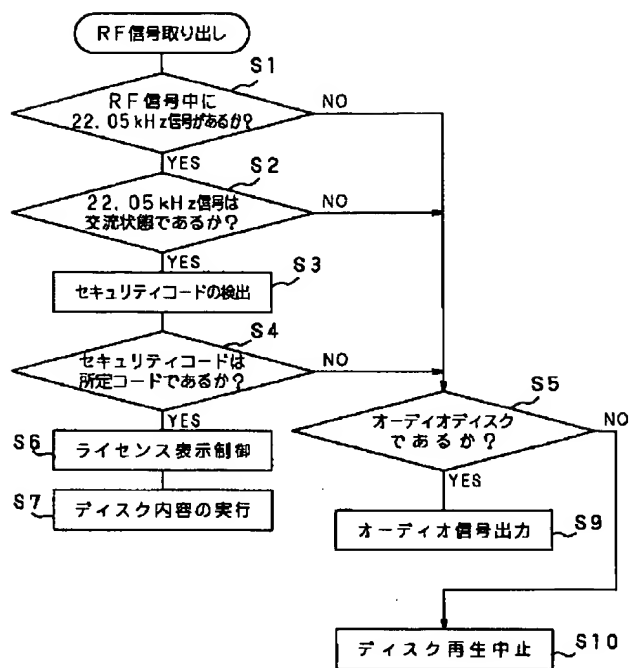 RF信号取り出し
S1
RF信号中に
22.05kHz信号があるか?
NO
YES
S2
22.05kHz信号は
交流状態であるか?
NO
YES
S3
セキュリティコードの検出
S4
セキュリティコードは
所定コードであるか?
NO
YES
S5
オーディオディスク
であるか?
NO
YES
S6
ライセンス表示制御
S7
ディスク内容の実行
オーディオ信号出力
S9
ディスク再生中止
S10